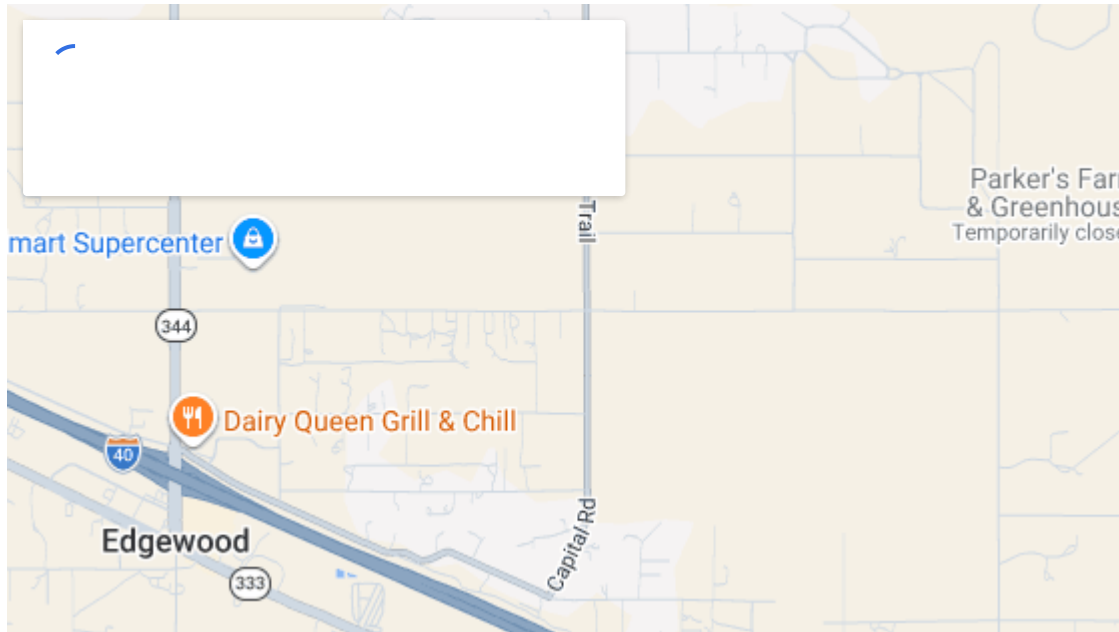 Parker's Far
& Greenhous
Temporarily close
Trail
mart Supercenter
344
Dairy Queen Grill & Chill
40
Capital Rd
Edgewood
333